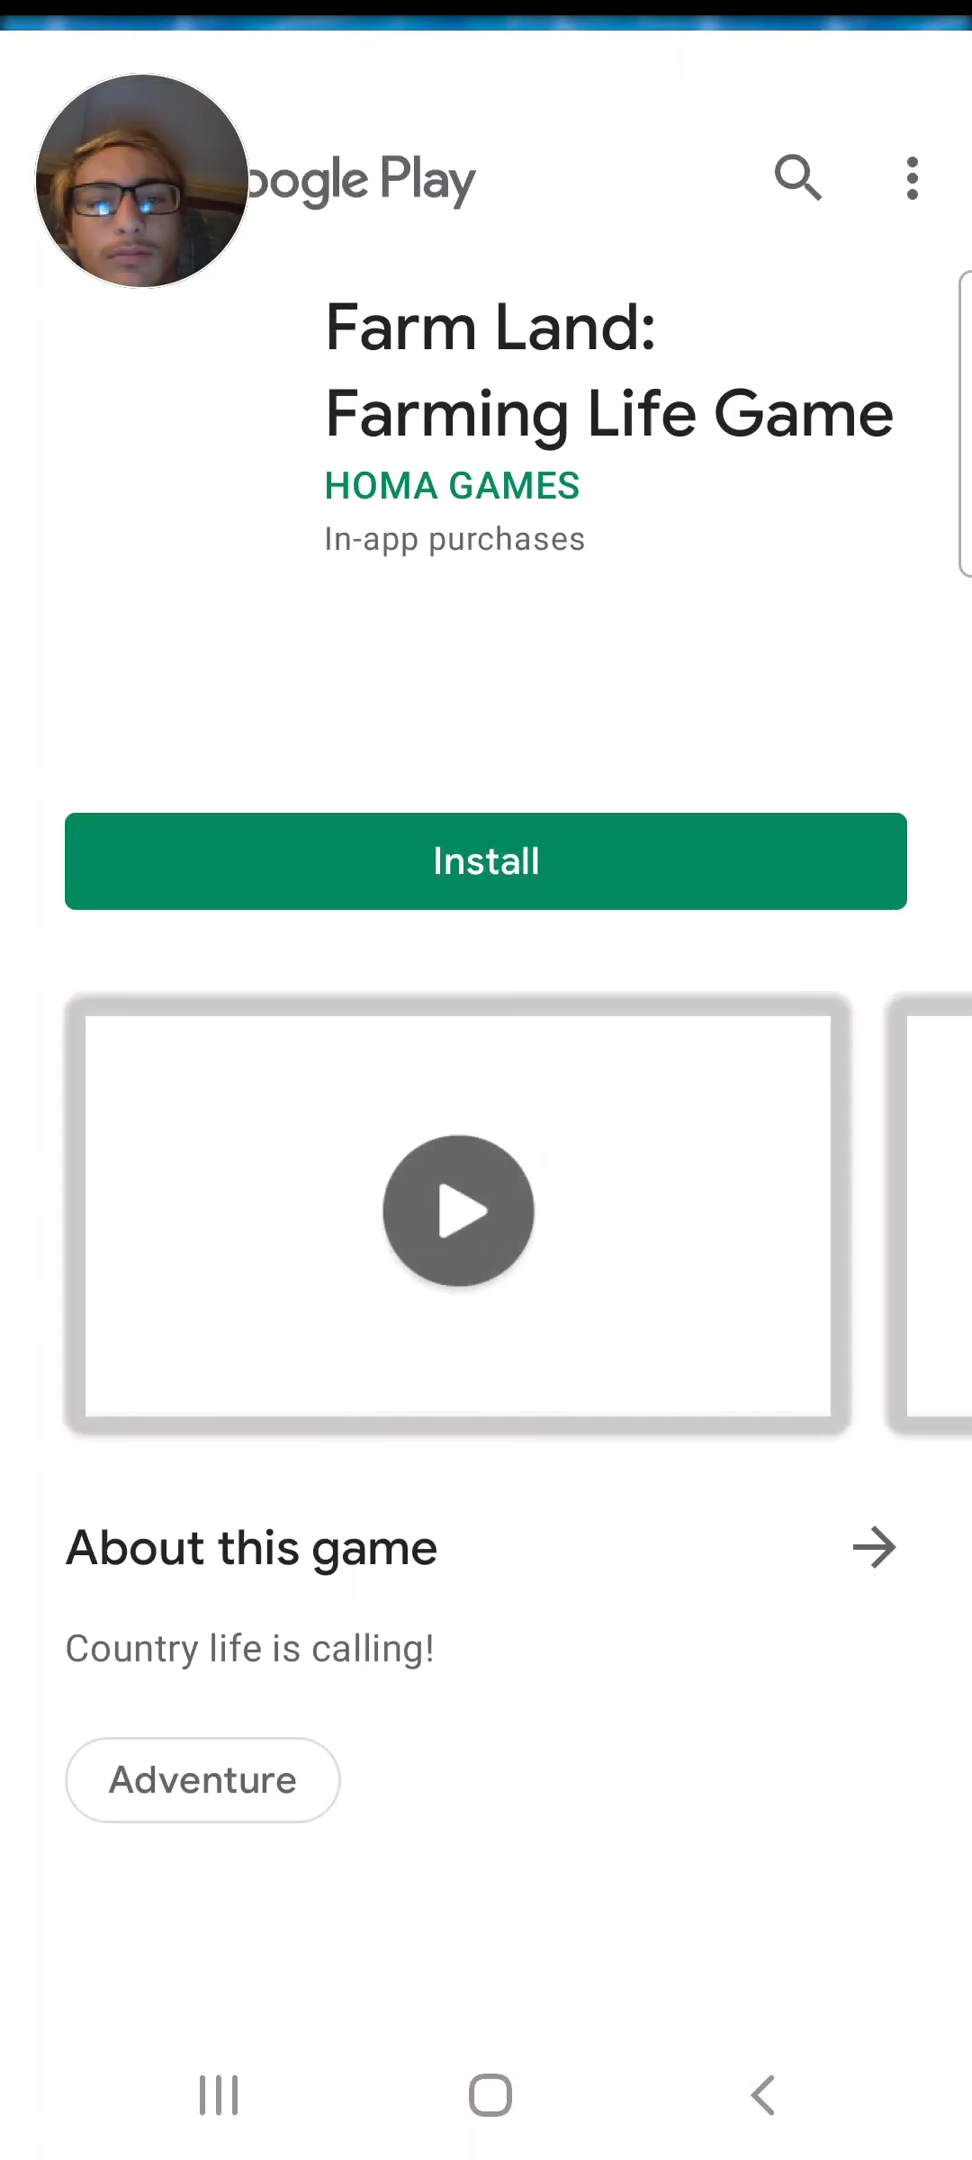 oogle Play
Farm Land:
Farming Life Game
HOMA GAMES
In-app purchases
Install
About this game
Country life is calling!
Adventure